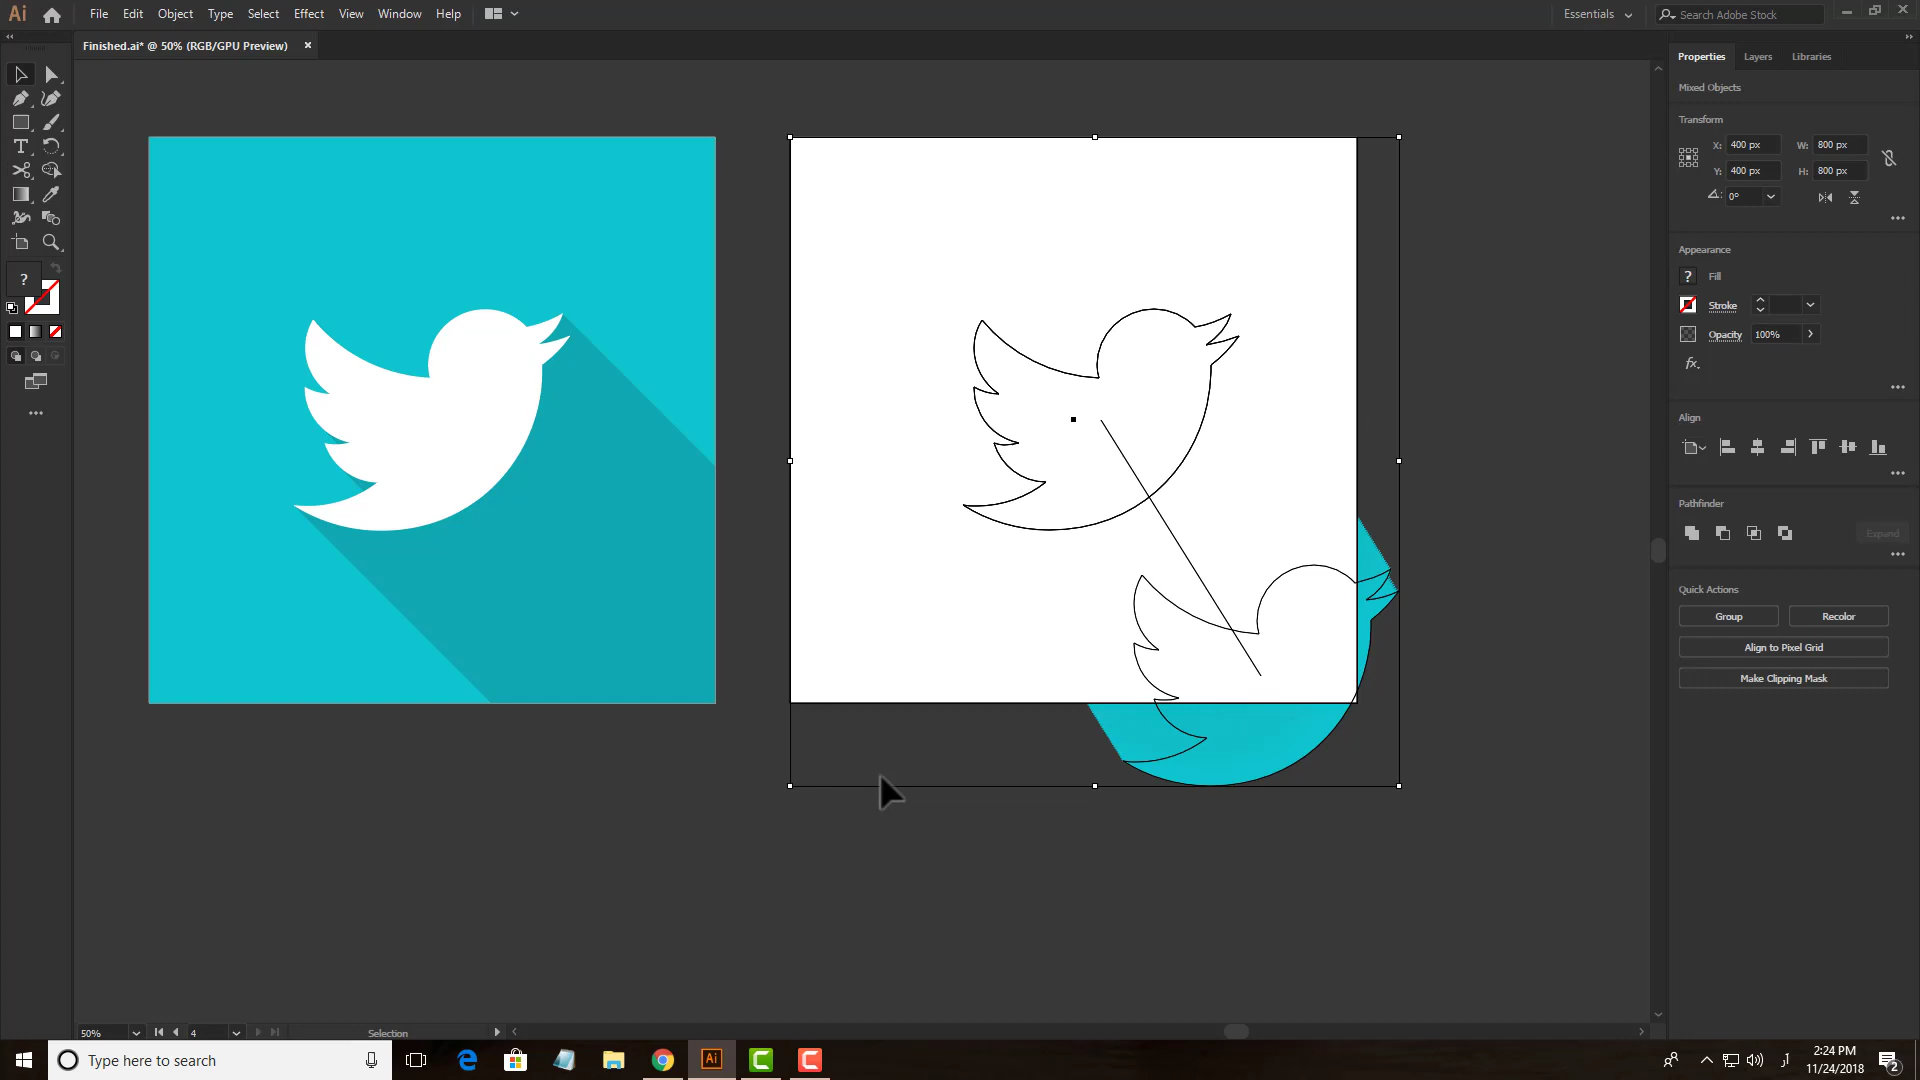 Ai File Edit Object Type Select Effect View Window Help Essentials Search Adobe Stock
Finished.ai* @ 50% (RGB/GPU Preview) ×
Properties Layers Libraries
Mixed Objects
Transform
X: 400 px W: 800 px
Y: 400 px H: 800 px
0°
Appearance
? Fill
Stroke
Opacity 100%
fx.
Align
Pathfinder
Expand
Quick Actions
Group Recolor
Align to Pixel Grid
Make Clipping Mask
?
50% 4 Selection
Type here to search
Ai
2:24 PM
11/24/2018
2